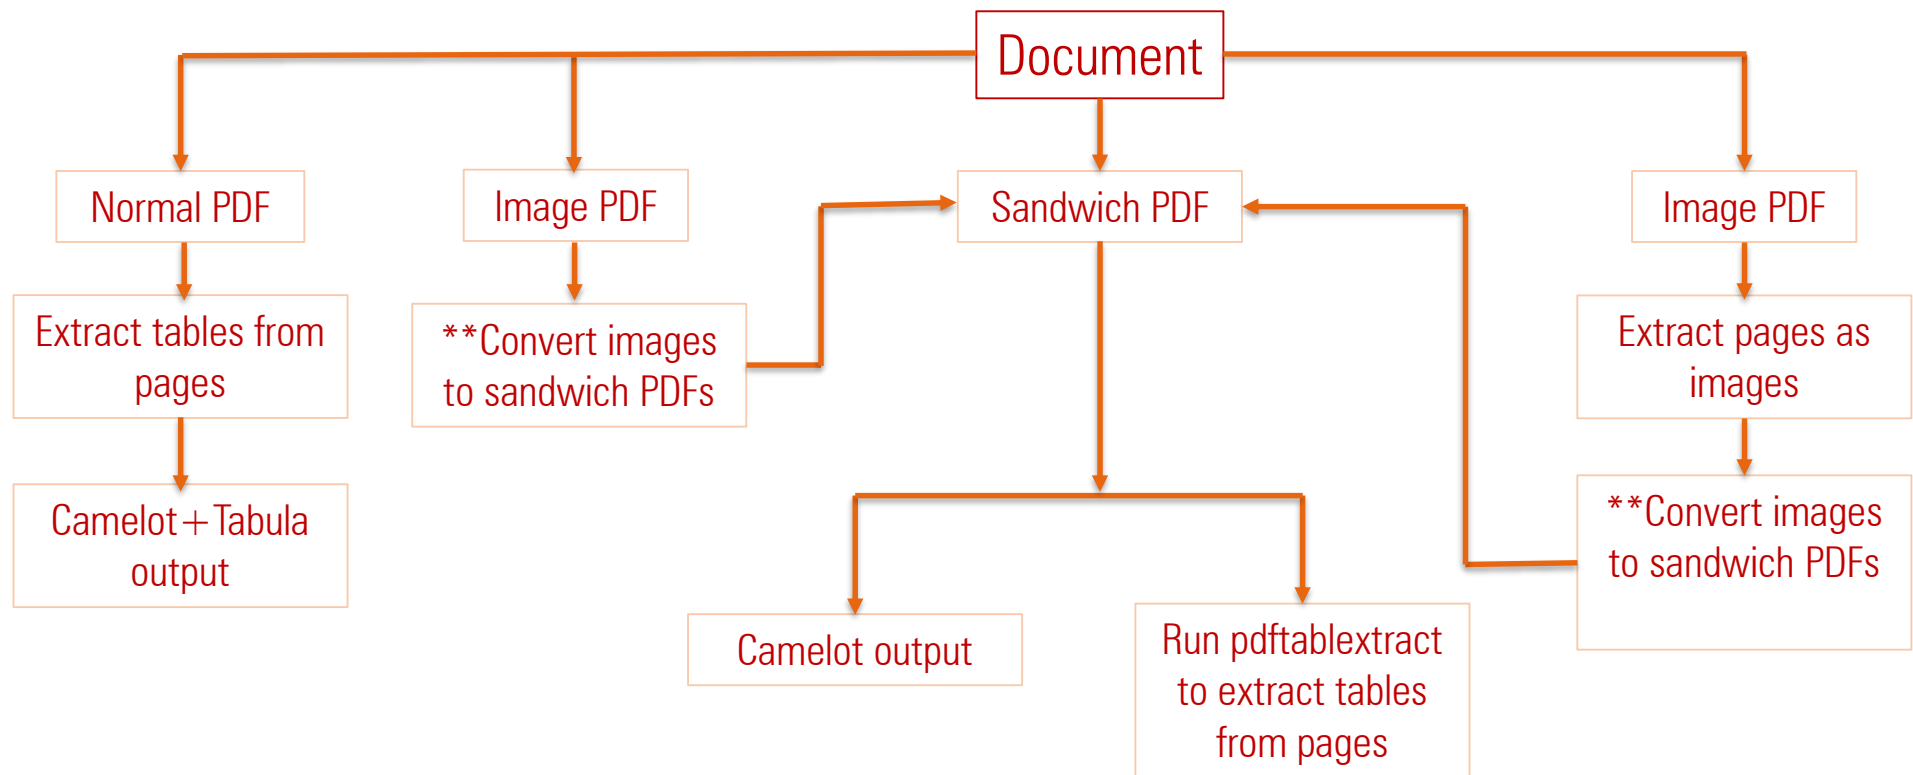 Document
Normal PDF
Image PDF
Sandwich PDF
Image PDF
Extract tables from
pages
**Convert images
to sandwich PDFs
Extract pages as
images
Camelot+Tabula
output
**Convert images
to sandwich PDFs
Camelot output
Run pdftablextract
to extract tables
from pages